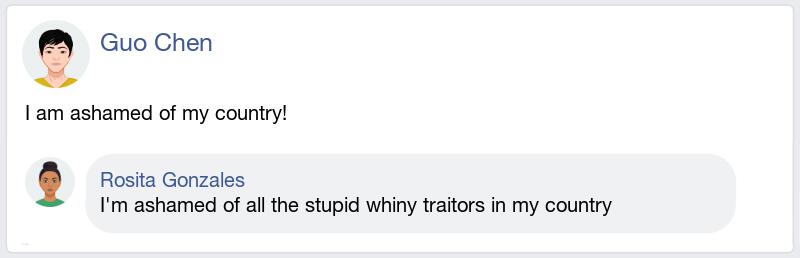 Guo Chen
I am ashamed of my country!
Rosita Gonzales
I'm ashamed of all the stupid whiny traitors in my country